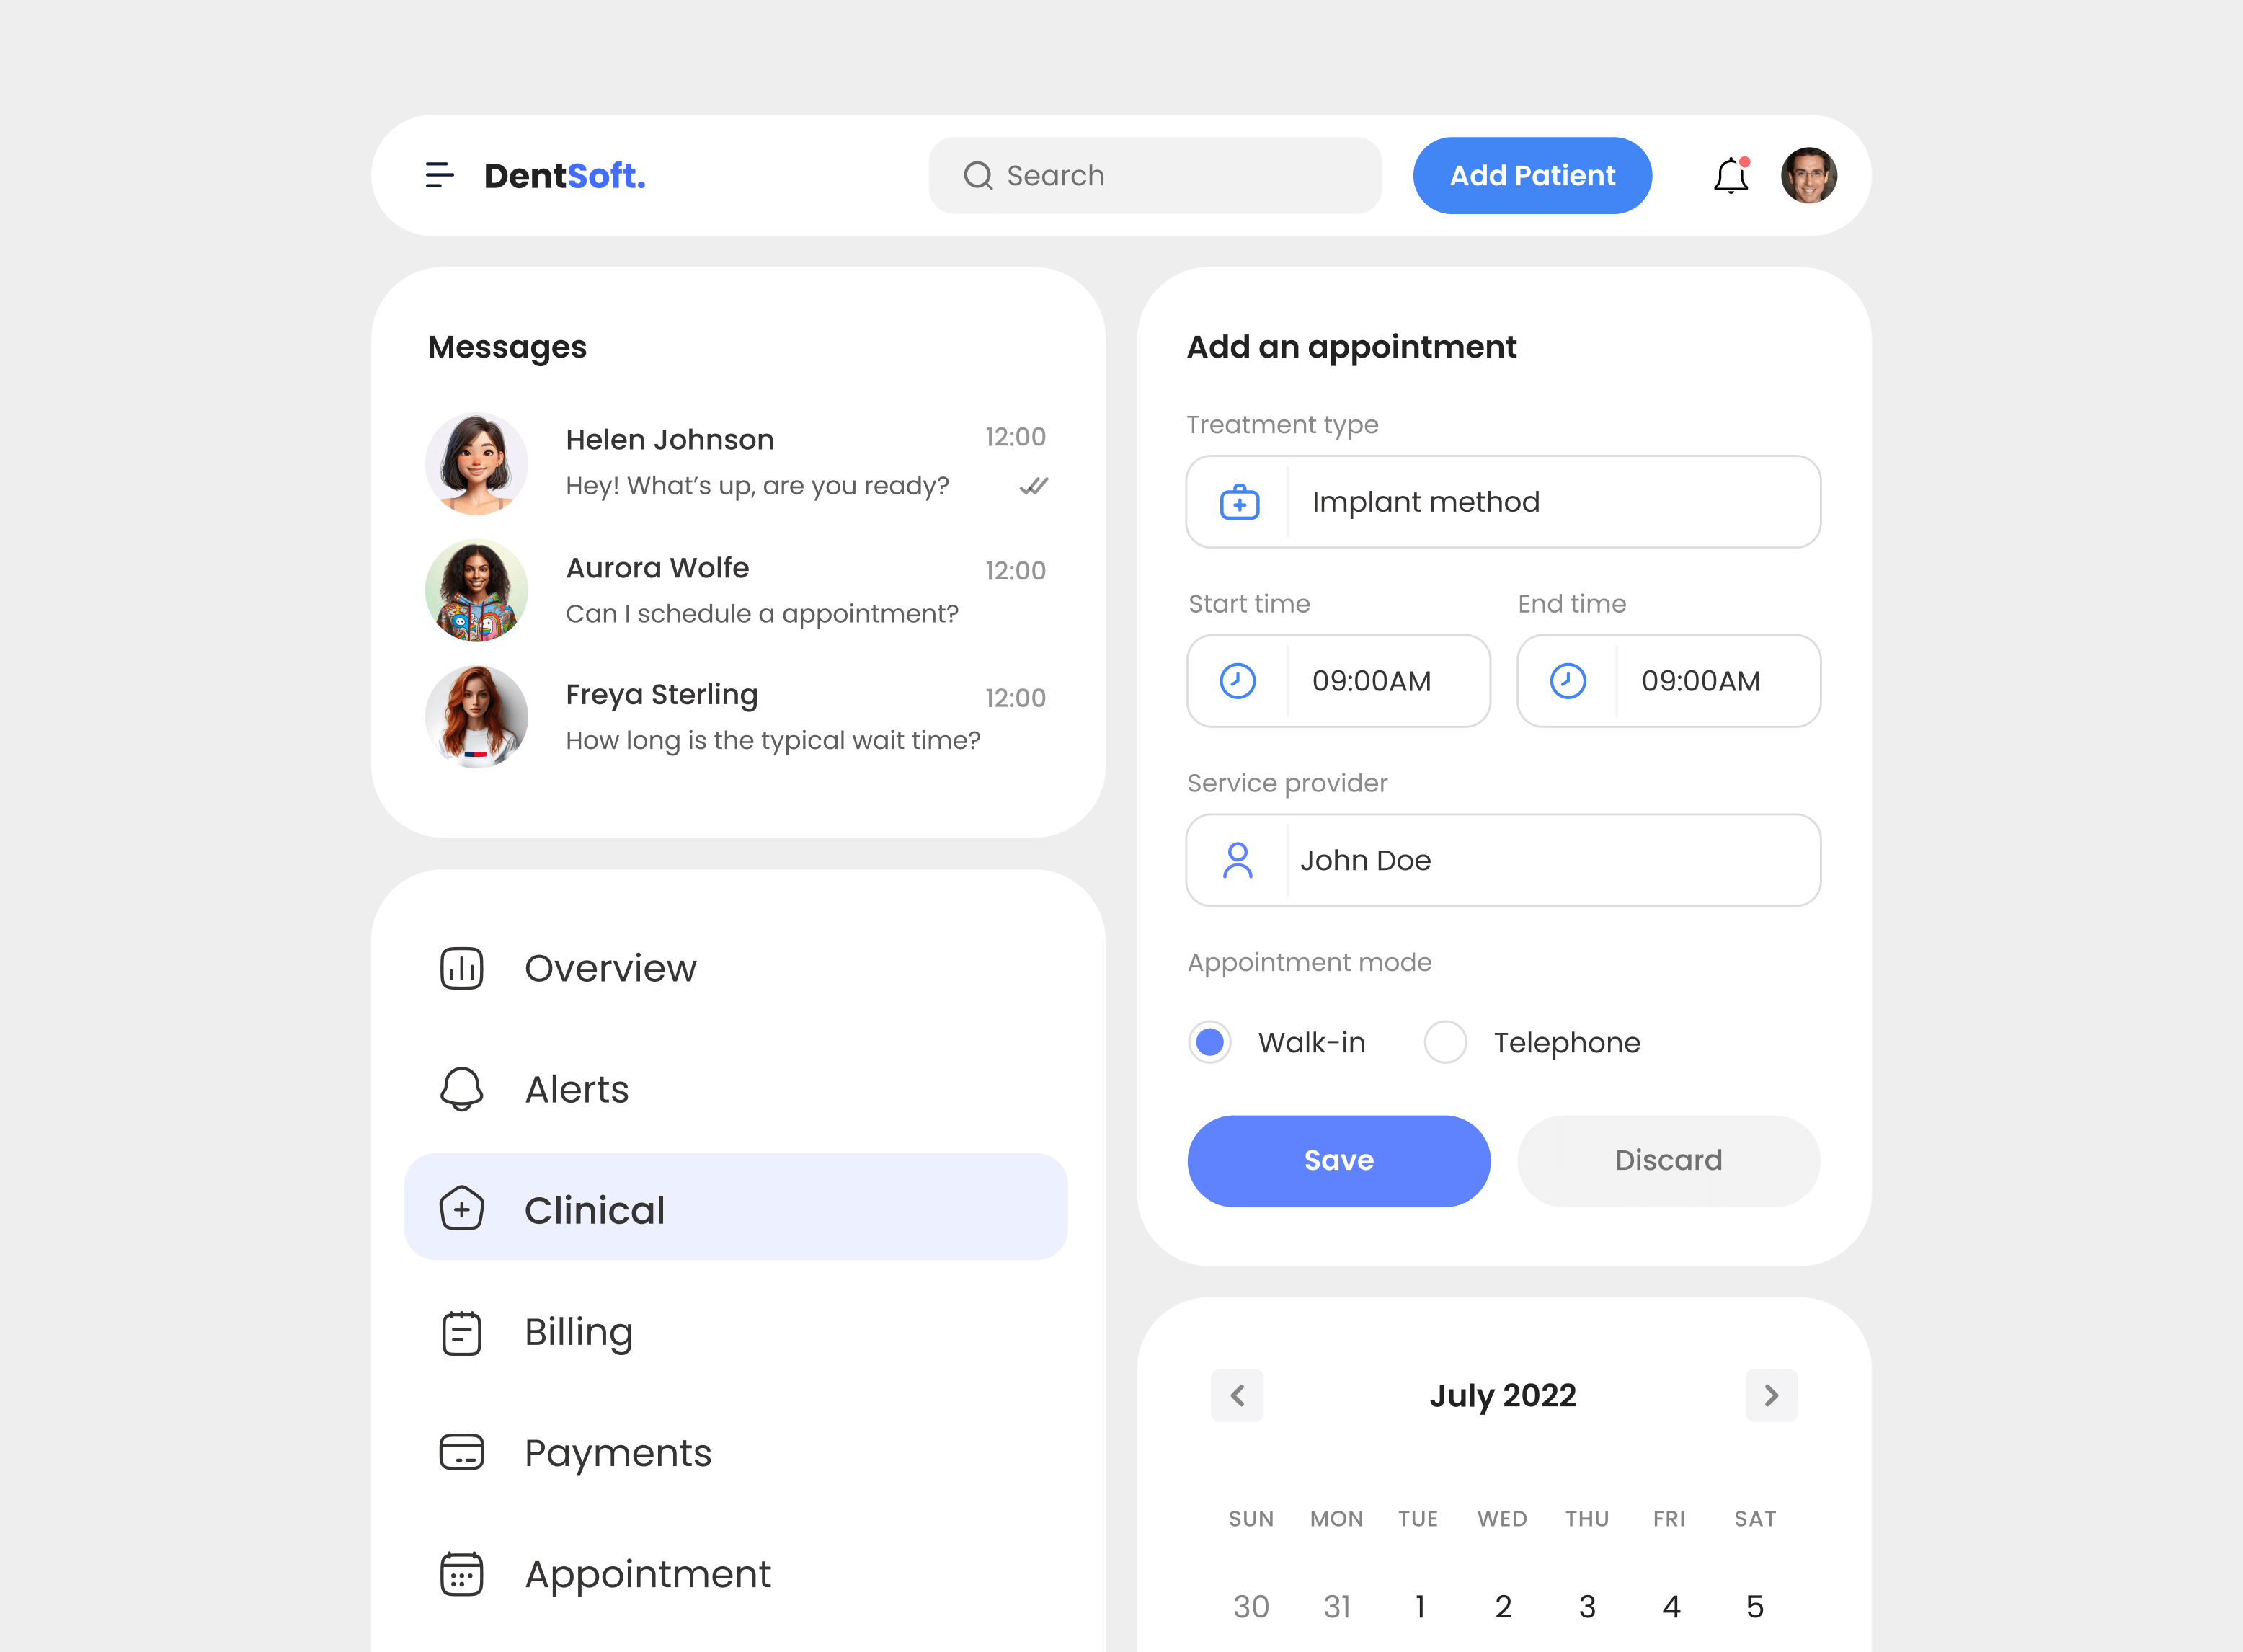 DentSoft.
Search
Add Patient
Messages
Helen Johnson
12:00
Hey! What’s up, are you ready?
Aurora Wolfe
12:00
Can I schedule a appointment?
Freya Sterling
12:00
How long is the typical wait time?
Overview
Alerts
Clinical
Billing
Payments
Appointment
Add an appointment
Treatment type
Implant method
Start time
End time
09:00AM
09:00AM
Service provider
John Doe
Appointment mode
Walk-in
Telephone
Save
Discard
July 2022
SUN MON TUE WED THU FRI SAT
30 31 1 2 3 4 5